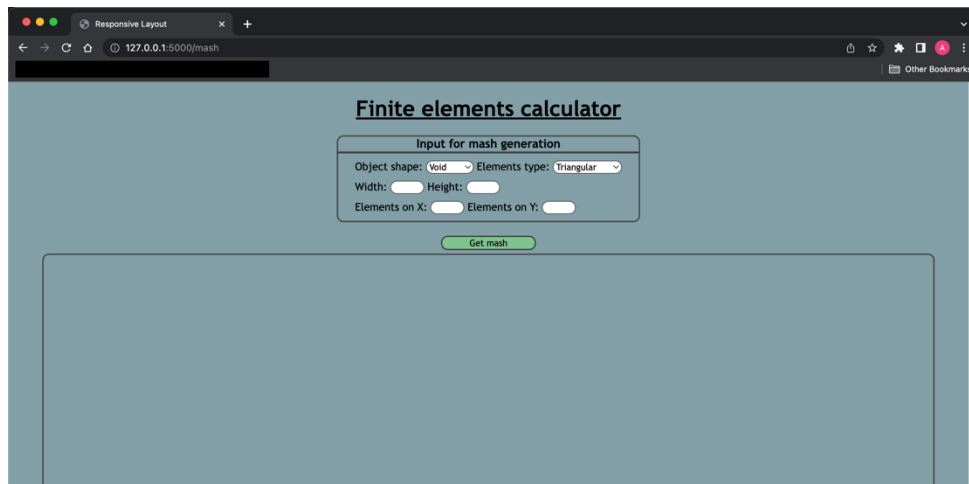 Responsive Layout
127.0.0.1:5000/mash
A
Other Bookmarks
Finite elements calculator
Input for mash generation
Object shape: Void Elements type: Triangular
Width: Height:
Elements on X: Elements on Y:
Get mash